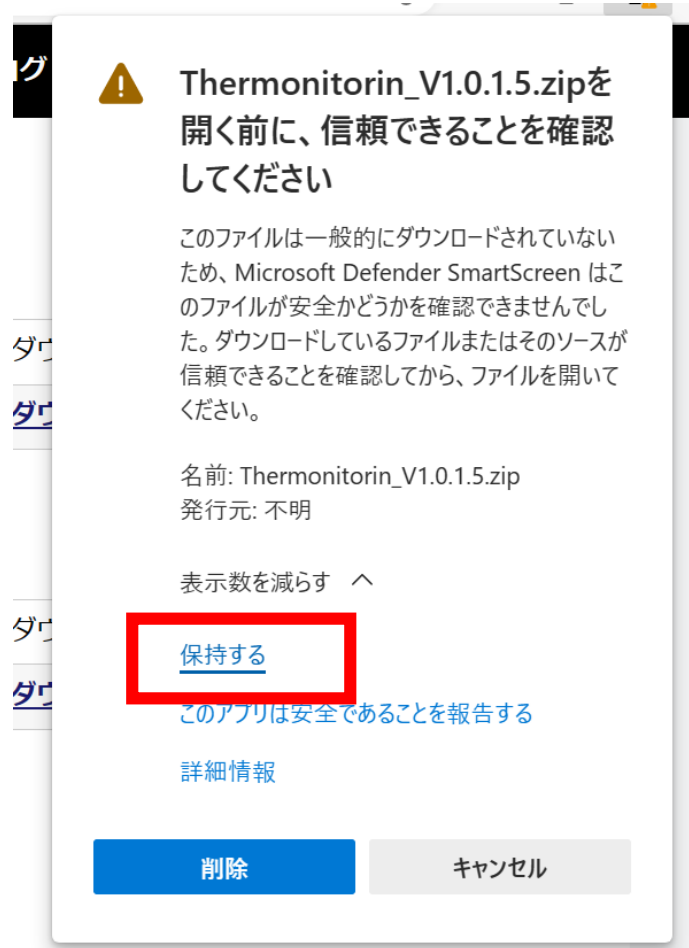 グ
Thermonitorin_V1.0.1.5.zipを
開く前に、信頼できることを確認
してください
このファイルは一般的にダウンロードされていない
ため、Microsoft Defender SmartScreen はこ
のファイルが安全かどうかを確認できませんでし
た。ダウンロードしているファイルまたはそのソースが
信頼できることを確認してから、ファイルを開いて
ください。
名前: Thermonitorin_V1.0.1.5.zip
発行元: 不明
表示数を減らす
保持する
このアプリは安全であることを報告する
詳細情報
削除
キャンセル
ダウ
ダウ
ダウ
ダウ